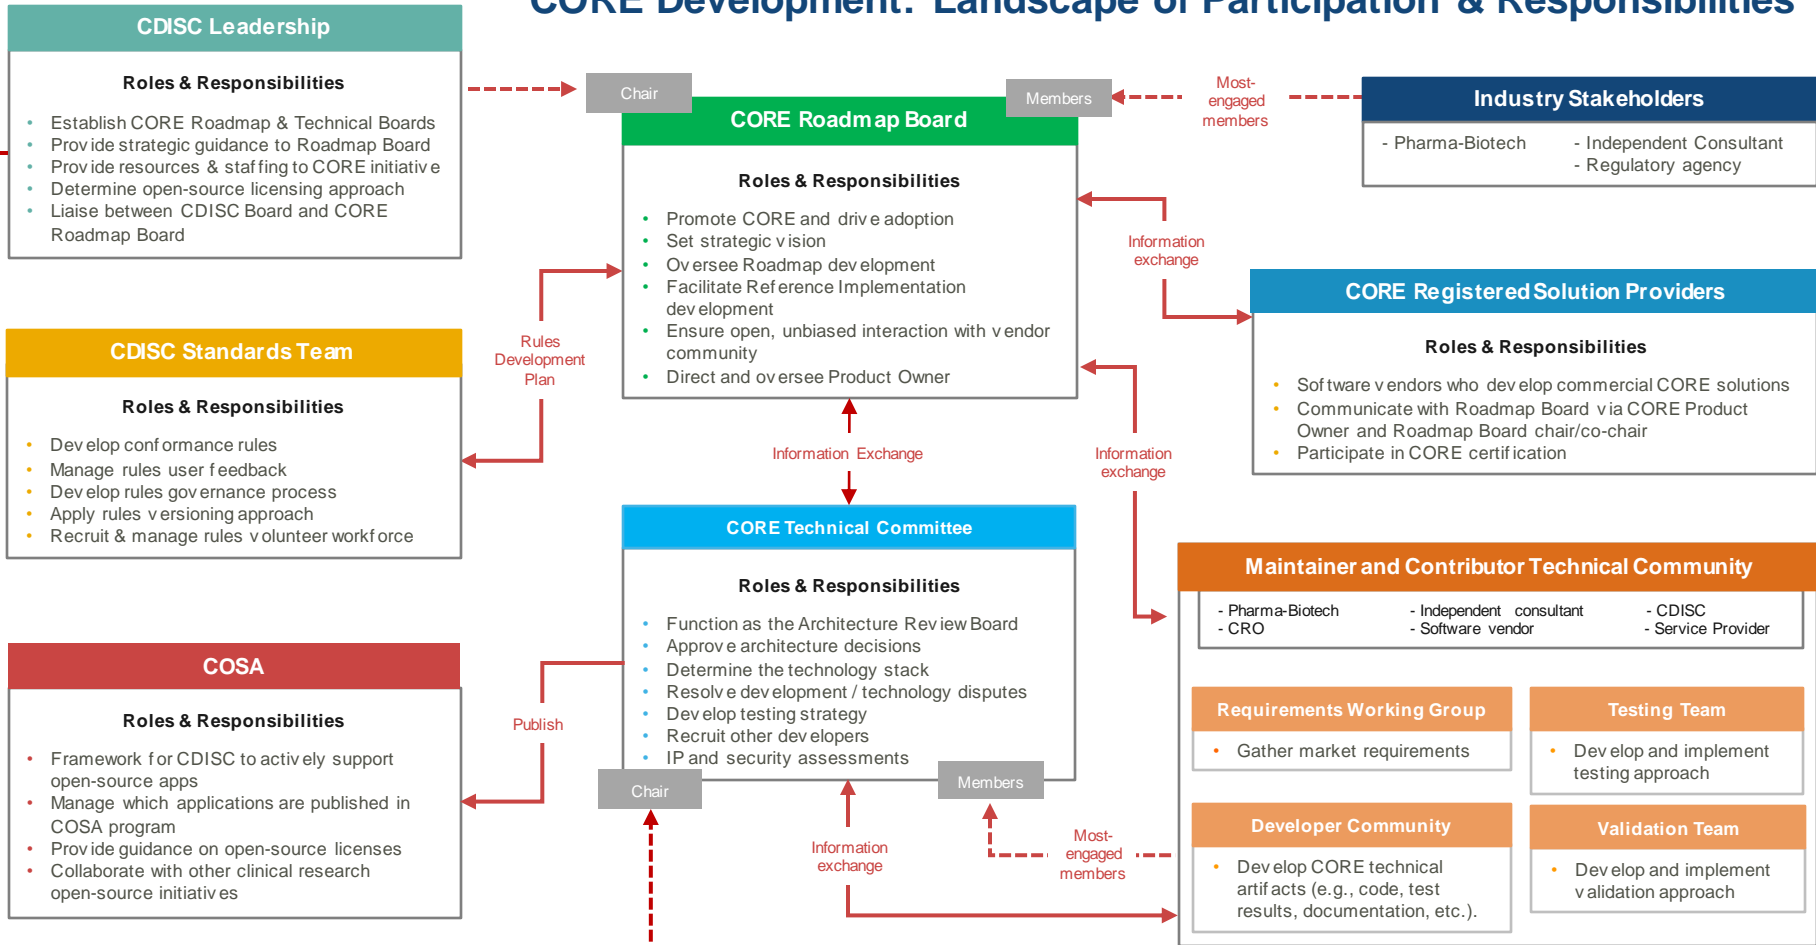 CORE Development: Landscape of Participation & Responsibilities
CDISC Leadership
Roles & Responsibilities
• Establish CORE Roadmap & Technical Boards
• Provide strategic guidance to Roadmap Board
• Provide resources & staffing to CORE initiative
• Determine open-source licensing approach
• Liaise between CDISC Board and CORE
Roadmap Board
Chair
Members
Most-
engaged
members
CORE Roadmap Board
Roles & Responsibilities
• Promote CORE and drive adoption
• Set strategic vision
• Oversee Roadmap development
• Facilitate Reference Implementation
development
• Ensure open, unbiased interaction with vendor
community
• Direct and oversee Product Owner
Industry Stakeholders
- Pharma-Biotech
- Independent Consultant
- Regulatory agency
Information
exchange
CORE Registered Solution Providers
Roles & Responsibilities
• Software vendors who develop commercial CORE solutions
• Communicate with Roadmap Board via CORE Product
Owner and Roadmap Board chair/co-chair
• Participate in CORE certification
Rules
Development
Plan
CDISC Standards Team
Roles & Responsibilities
• Develop conformance rules
• Manage rules user feedback
• Develop rules governance process
• Apply rules versioning approach
• Recruit & manage rules volunteer workforce
Information Exchange
Information
exchange
CORE Technical Committee
Roles & Responsibilities
• Function as the Architecture Review Board
• Approve architecture decisions
• Determine the technology stack
• Resolve development / technology disputes
• Develop testing strategy
• Recruit other developers
• IP and security assessments
Chair
Members
Publish
COSA
Roles & Responsibilities
• Framework for CDISC to actively support
open-source apps
• Manage which applications are published in
COSA program
• Provide guidance on open-source licenses
• Collaborate with other clinical research
open-source initiatives
Information
exchange
Most-
engaged
members
Maintainer and Contributor Technical Community
- Pharma-Biotech
- Independent consultant
- CDISC
- CRO
- Software vendor
- Service Provider
Requirements Working Group
• Gather market requirements
Testing Team
• Develop and implement
testing approach
Developer Community
• Develop CORE technical
artifacts (e.g., code, test
results, documentation, etc.).
Validation Team
• Develop and implement
validation approach